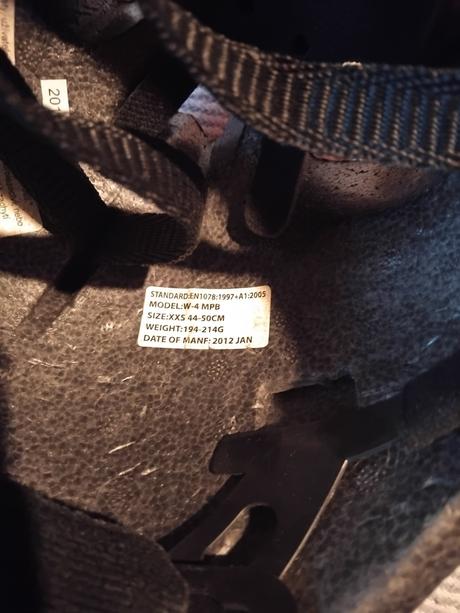 201
STANDARD:EN1078:1997+A1:2005
MODEL:W-4 MPB
SIZE:XXS 44-50CM
WEIGHT:194-214G
DATE OF MANF: 2012 JAN